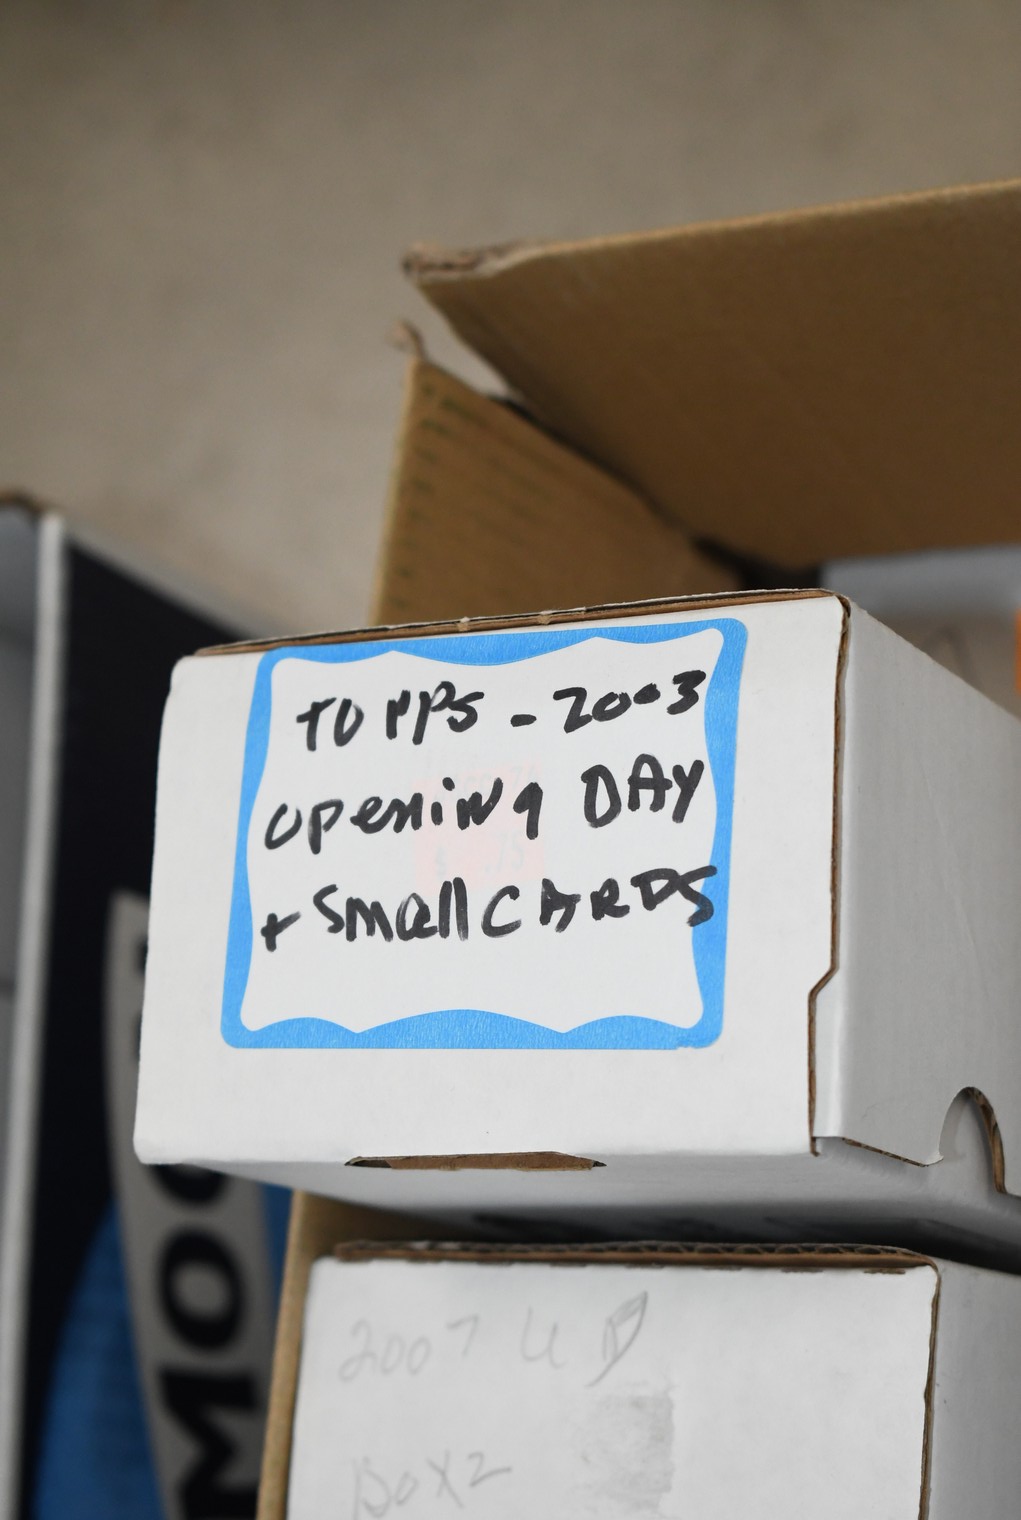 TOPPS - 2003
Opening DAY
+ Small CARDS
2007 UD
Box 2